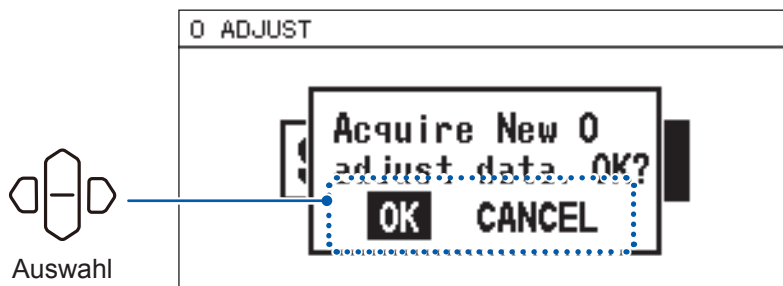 0 ADJUST
Acquire New 0
adjust data. OK?
OK CANCEL
Auswahl